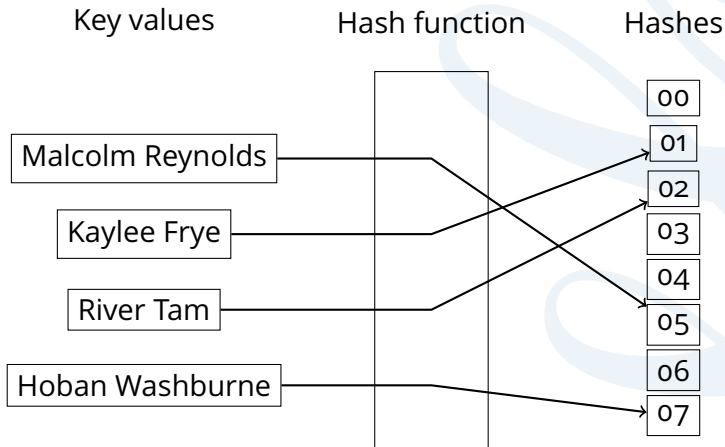 Key values Hash function Hashes
00
01
Malcolm Reynolds
02
Kaylee Frye
03
04
River Tam
05
06
Hoban Washburne
07